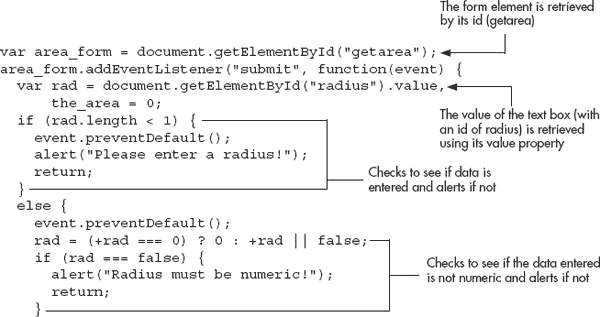 The form element is retrieved
by its id (getarea)
var area_form = document.getElementById("getarea");
area_form.addEventListener("submit", function(event) {
var rad = document.getElementById("radius").value,
the_area = 0;
The value of the text box (with
an id of radius) is retrieved
using its value property
if (rad.length < 1) {
event.preventDefault();
alert("Please enter a radius!");
return;
}
Checks to see if data is
entered and alerts if not
else {
event.preventDefault();
rad = (+rad === 0) ? 0 : +rad || false;
if (rad === false) {
alert("Radius must be numeric!");
return;
}
Checks to see if the data entered
is not numeric and alerts if not